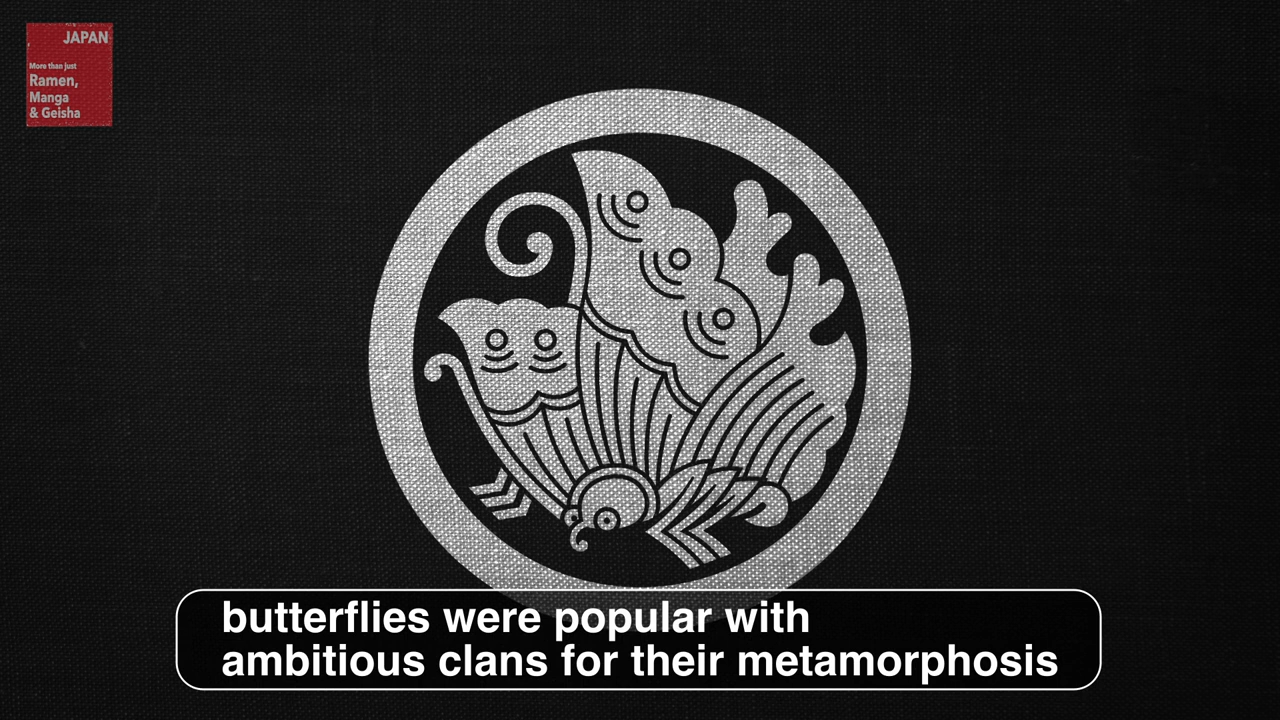 JAPAN
More than just
Ramen,
Manga
& Geisha
butterflies were popular with
ambitious clans for their metamorphosis